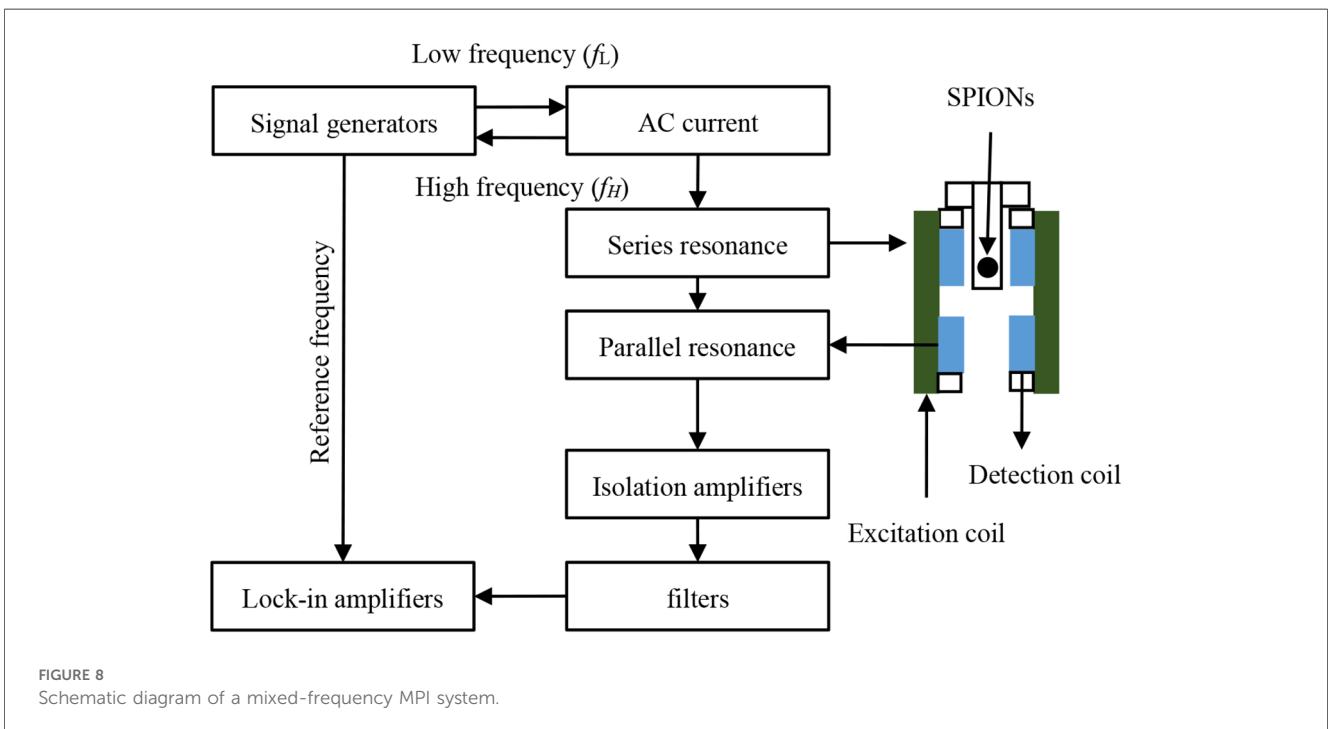 Low frequency (fL)
SPIONs
Signal generators
AC current
High frequency (fH)
Series resonance
Reference frequency
Parallel resonance
Isolation amplifiers
Detection coil
Excitation coil
Lock-in amplifiers
filters
FIGURE 8
Schematic diagram of a mixed-frequency MPI system.